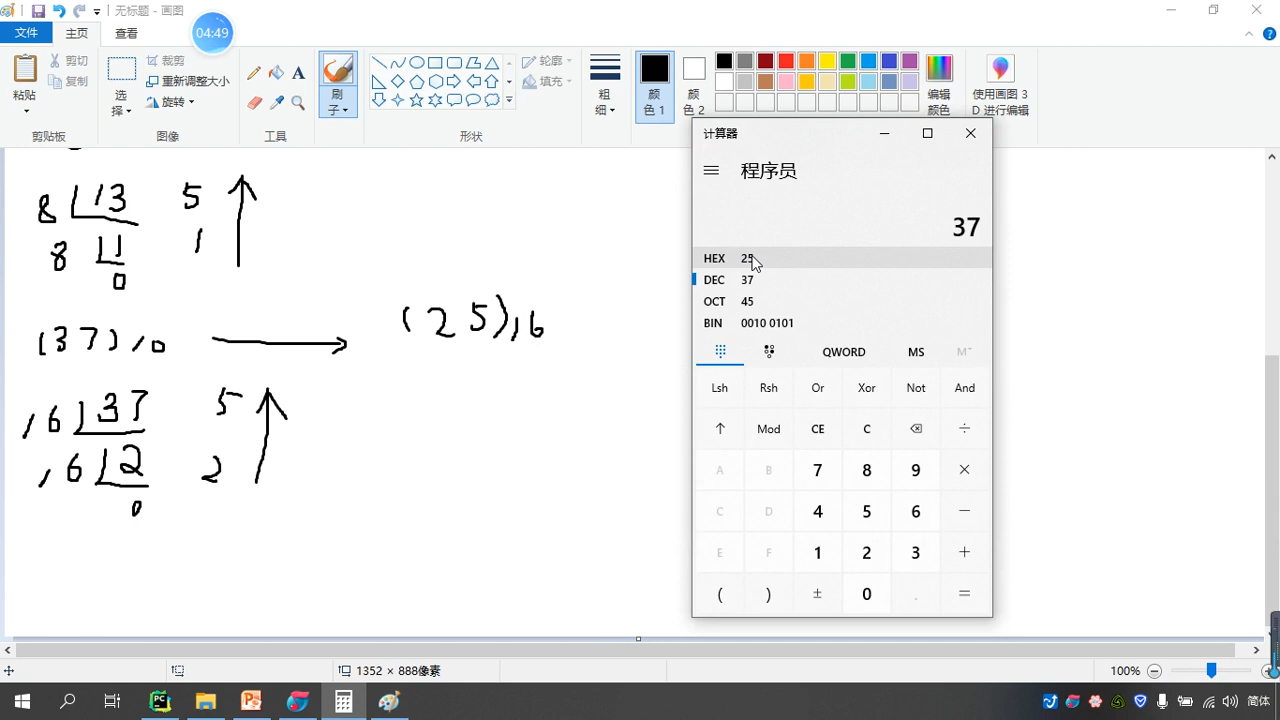 无标题 - 画图
04:49
文件 主页 查看
粘贴
剪切
复制
剪贴板
选择
裁剪
重新调整大小
旋转
图像
A
工具
刷子
形状
轮廓
填充
粗细
颜色 1
颜色 2
编辑颜色
使用画图 3D 进行编辑
8 13 5
8 1 1
0
(37)10 (25)16
16 37 5
16 2 2
0
计算器
程序员
37
HEX 25
DEC 37
OCT 45
BIN 0010 0101
QWORD MS M˅
Lsh Rsh Or Xor Not And
↑ Mod CE C ⌫ ÷
A B 7 8 9 ×
C D 4 5 6 −
E F 1 2 3 +
( ) ± 0 . =
1352 × 888像素
100%
PC P 简体